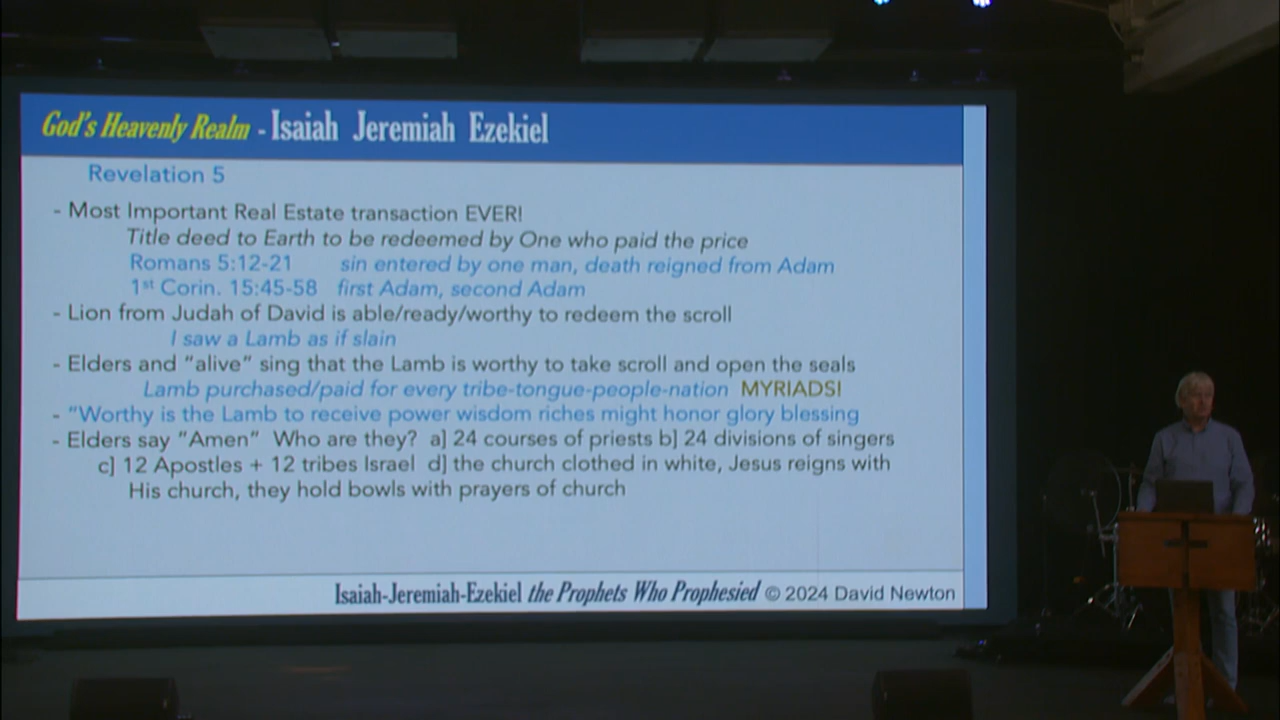 God's Heavenly Realm - Isaiah Jeremiah Ezekiel
Revelation 5
- Most Important Real Estate transaction EVER!
Title deed to Earth to be redeemed by One who paid the price
Romans 5:12-21 sin entered by one man, death reigned from Adam
1st Corin. 15:45-58 first Adam, second Adam
- Lion from Judah of David is able/ready/worthy to redeem the scroll
I saw a Lamb as if slain
- Elders and "alive" sing that the Lamb is worthy to take scroll and open the seals
Lamb purchased/paid for every tribe-tongue-people-nation MYRIADS!
- "Worthy is the Lamb to receive power wisdom riches might honor glory blessing
- Elders say "Amen" Who are they? a] 24 courses of priests b] 24 divisions of singers
c] 12 Apostles + 12 tribes Israel d] the church clothed in white, Jesus reigns with
His church, they hold bowls with prayers of church
Isaiah-Jeremiah-Ezekiel the Prophets Who Prophesied © 2024 David Newton